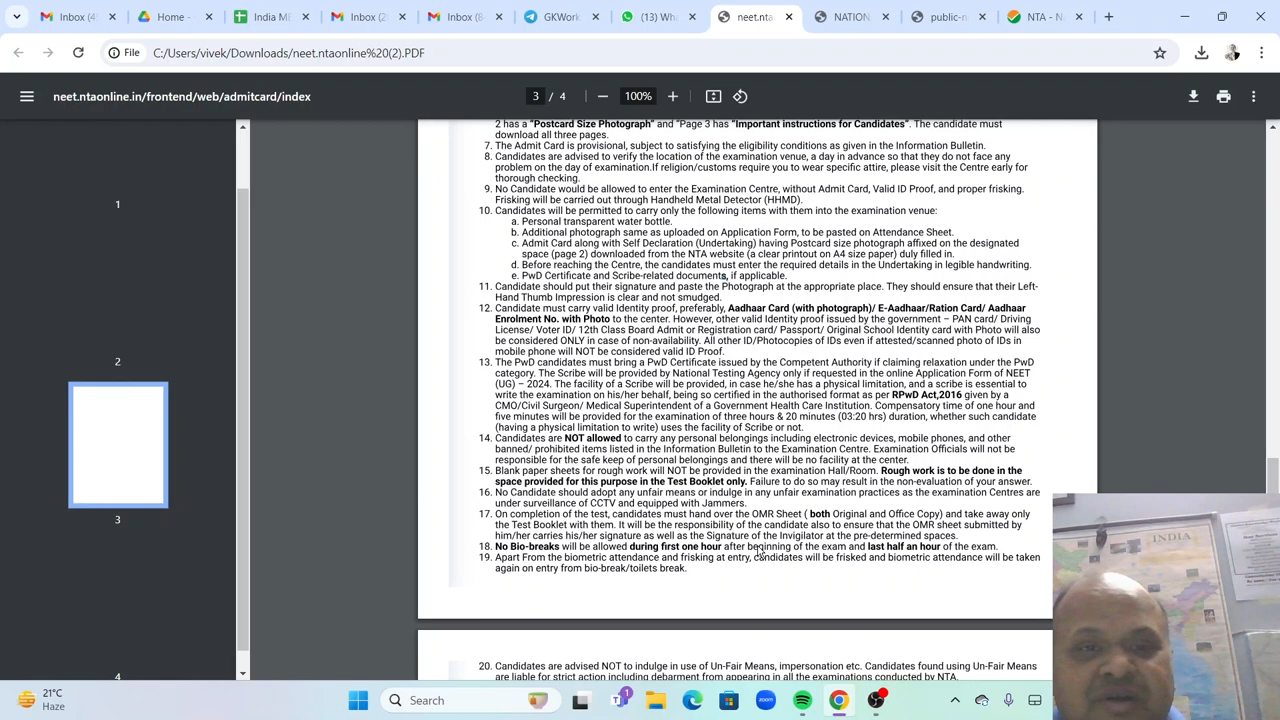 Inbox (4
Home -
India ME
Inbox (2
Inbox (8
GKWork
(13) Wh
neet.nta
NATION
public-n
NTA - N
File
C:/Users/vivek/Downloads/neet.ntaonline%20(2).PDF
neet.ntaonline.in/frontend/web/admitcard/index
3 / 4
100%
1
2
3
4
2 has a “Postcard Size Photograph” and “Page 3 has “Important instructions for Candidates”. The candidate must
download all three pages.
7. The Admit Card is provisional, subject to satisfying the eligibility conditions as given in the Information Bulletin.
8. Candidates are advised to verify the location of the examination venue, a day in advance so that they do not face any
problem on the day of examination.If religion/customs require you to wear specific attire, please visit the Centre early for
thorough checking.
9. No Candidate would be allowed to enter the Examination Centre, without Admit Card, Valid ID Proof, and proper frisking.
Frisking will be carried out through Handheld Metal Detector (HHMD).
10. Candidates will be permitted to carry only the following items with them into the examination venue:
a. Personal transparent water bottle.
b. Additional photograph same as uploaded on Application Form, to be pasted on Attendance Sheet.
c. Admit Card along with Self Declaration (Undertaking) having Postcard size photograph affixed on the designated
space (page 2) downloaded from the NTA website (a clear printout on A4 size paper) duly filled in.
d. Before reaching the Centre, the candidates must enter the required details in the Undertaking in legible handwriting.
e. PwD Certificate and Scribe-related documents, if applicable.
11. Candidate should put their signature and paste the Photograph at the appropriate place. They should ensure that their Left-
Hand Thumb Impression is clear and not smudged.
12. Candidate must carry valid Identity proof, preferably, Aadhaar Card (with photograph)/ E-Aadhaar/Ration Card/ Aadhaar
Enrolment No. with Photo to the center. However, other valid Identity proof issued by the government – PAN card/ Driving
License/ Voter ID/ 12th Class Board Admit or Registration card/ Passport/ Original School Identity card with Photo will also
be considered ONLY in case of non-availability. All other ID/Photocopies of IDs even if attested/scanned photo of IDs in
mobile phone will NOT be considered valid ID Proof.
13. The PwD candidates must bring a PwD Certificate issued by the Competent Authority if claiming relaxation under the PwD
category. The Scribe will be provided by National Testing Agency only if requested in the online Application Form of NEET
(UG) – 2024. The facility of a Scribe will be provided, in case he/she has a physical limitation, and a scribe is essential to
write the examination on his/her behalf, being so certified in the authorised format as per RPwD Act,2016 given by a
CMO/Civil Surgeon/ Medical Superintendent of a Government Health Care Institution. Compensatory time of one hour and
five minutes will be provided for the examination of three hours & 20 minutes (03:20 hrs) duration, whether such candidate
(having a physical limitation to write) uses the facility of Scribe or not.
14. Candidates are NOT allowed to carry any personal belongings including electronic devices, mobile phones, and other
banned/ prohibited items listed in the Information Bulletin to the Examination Centre. Examination Officials will not be
responsible for the safe keep of personal belongings and there will be no facility at the center.
15. Blank paper sheets for rough work will NOT be provided in the examination Hall/Room. Rough work is to be done in the
space provided for this purpose in the Test Booklet only. Failure to do so may result in the non-evaluation of your answer.
16. No Candidate should adopt any unfair means or indulge in any unfair examination practices as the examination Centres are
under surveillance of CCTV and equipped with Jammers.
17. On completion of the test, candidates must hand over the OMR Sheet ( both Original and Office Copy) and take away only
the Test Booklet with them. It will be the responsibility of the candidate also to ensure that the OMR sheet submitted by
him/her carries his/her signature as well as the Signature of the Invigilator at the pre-determined spaces.
18. No Bio-breaks will be allowed during first one hour after beginning of the exam and last half an hour of the exam.
19. Apart From the biometric attendance and frisking at entry, candidates will be frisked and biometric attendance will be taken
again on entry from bio-break/toilets break.
20. Candidates are advised NOT to indulge in use of Un-Fair Means, impersonation etc. Candidates found using Un-Fair Means
are liable for strict action including debarment from appearing in all the examinations conducted by NTA.
INDIA
21°C
Haze
Search
1